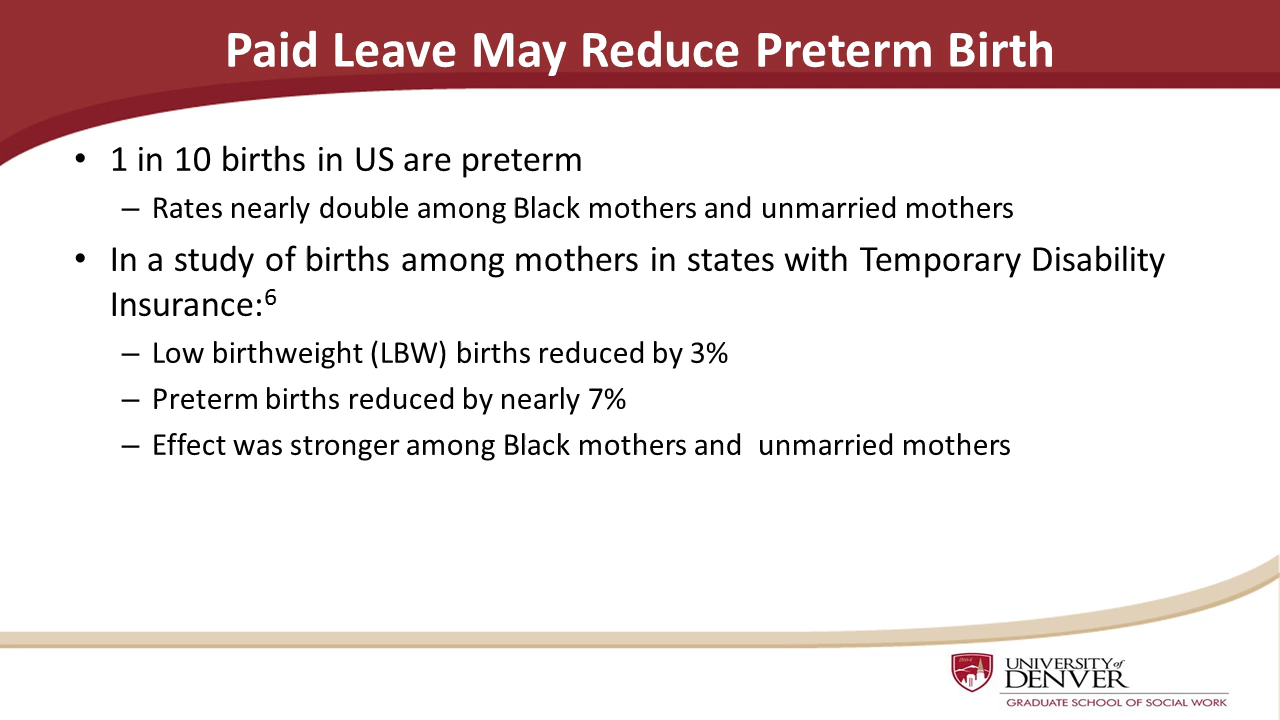 Paid Leave May Reduce Preterm Birth
• 1 in 10 births in US are preterm
– Rates nearly double among Black mothers and unmarried mothers
• In a study of births among mothers in states with Temporary Disability
Insurance:⁶
– Low birthweight (LBW) births reduced by 3%
– Preterm births reduced by nearly 7%
– Effect was stronger among Black mothers and  unmarried mothers
UNIVERSITY of
DENVER
GRADUATE SCHOOL OF SOCIAL WORK